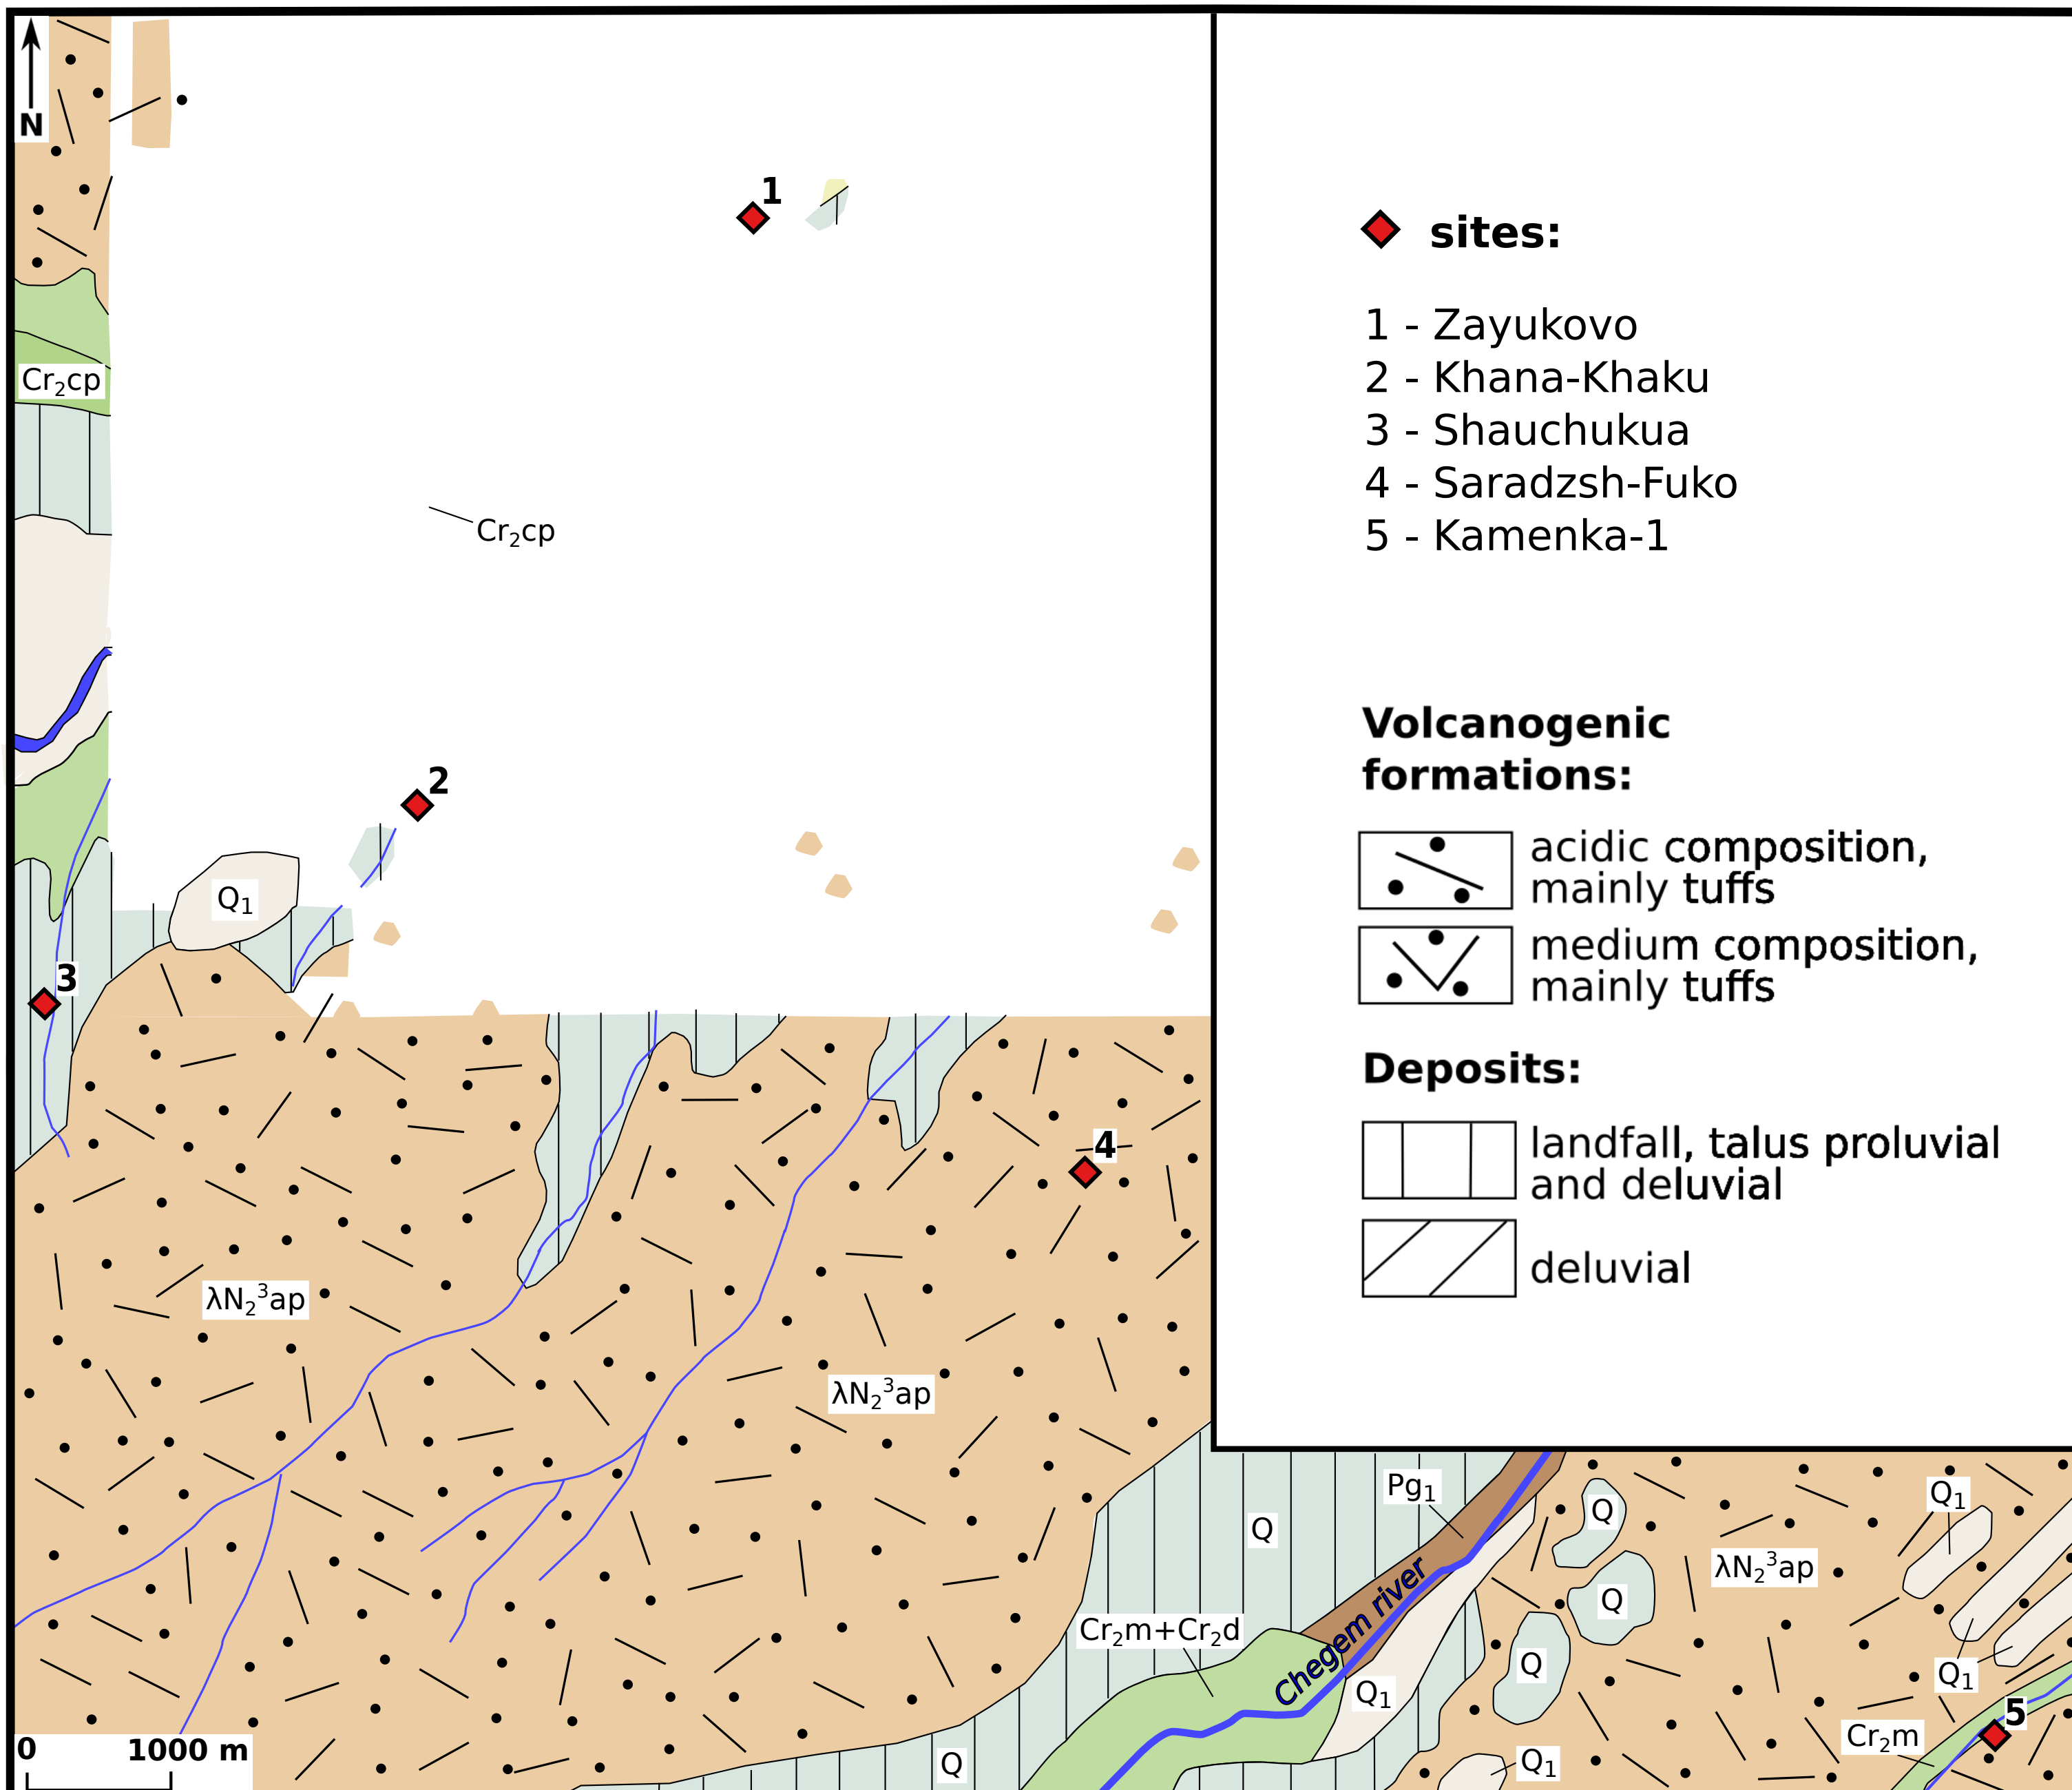 N
1
Cr₂cp
Cr₂cp
2
Q₁
3
4
λN₂³ap
λN₂³ap
0 1000 m
sites:
1 - Zayukovo
2 - Khana-Khaku
3 - Shauchukua
4 - Saradzsh-Fuko
5 - Kamenka-1
Volcanogenic
formations:
acidic composition,
mainly tuffs
medium composition,
mainly tuffs
Deposits:
landfall, talus proluvial
and deluvial
deluvial
Pg₁
Q
Q
Q₁
λN₂³ap
Q
Cr₂m+Cr₂d
Chegem river
Q
Q₁
Q₁
5
Cr₂m
Q
Q₁